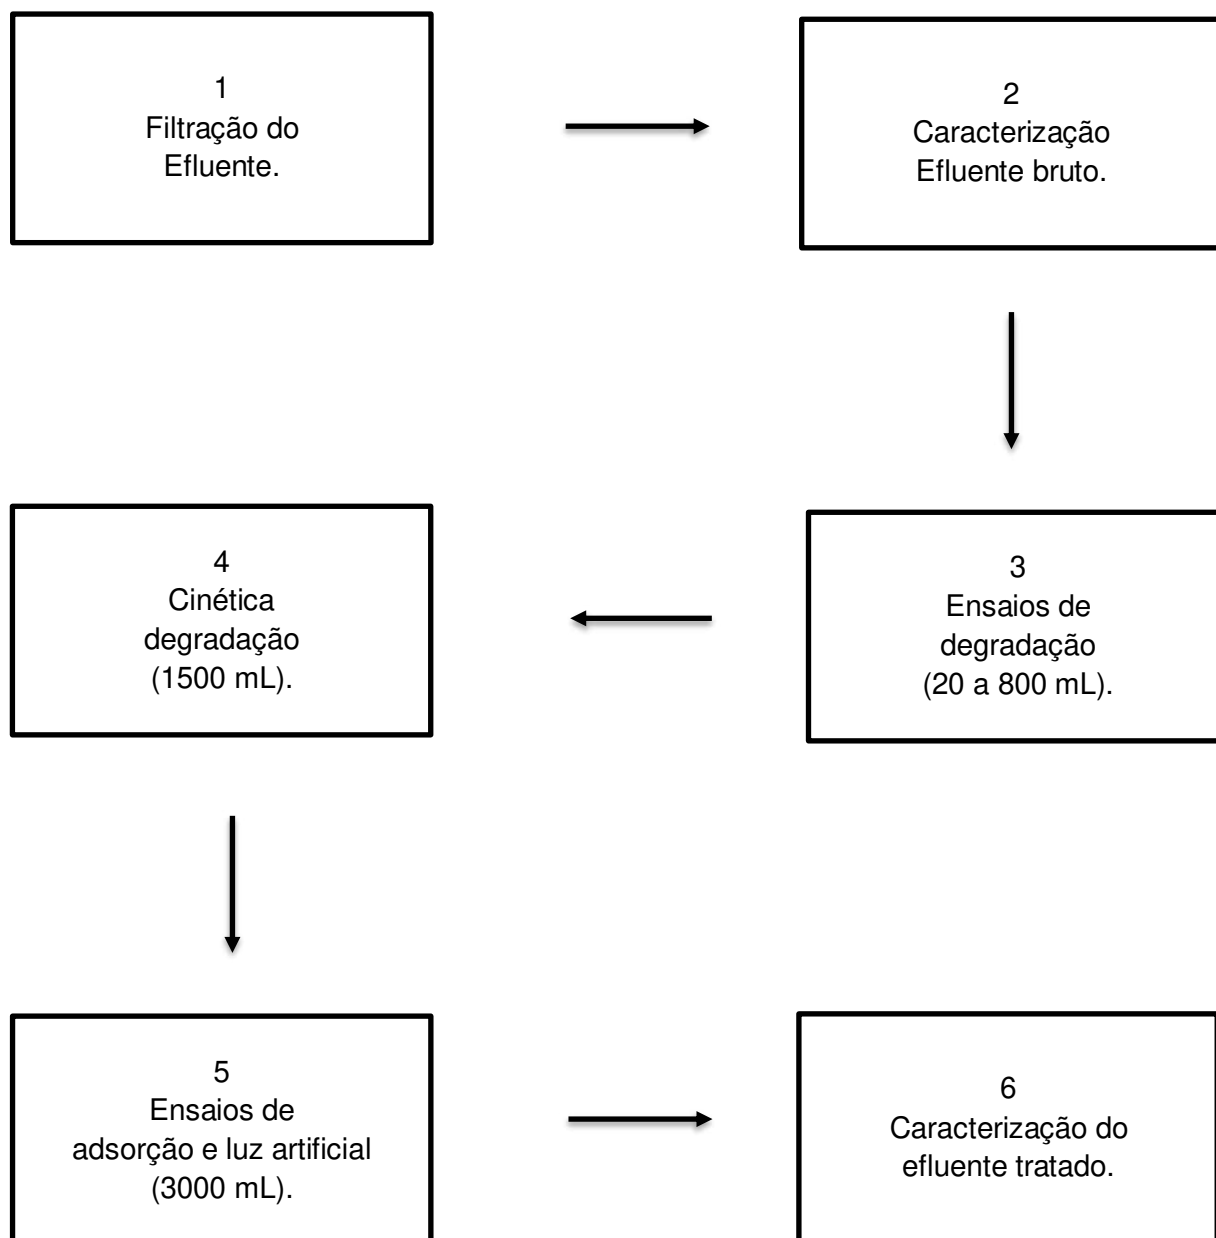 1
Filtração do
Efluente.
2
Caracterização
Efluente bruto.
3
Ensaios de
degradação
(20 a 800 mL).
4
Cinética
degradação
(1500 mL).
5
Ensaios de
adsorção e luz artificial
(3000 mL).
6
Caracterização do
efluente tratado.